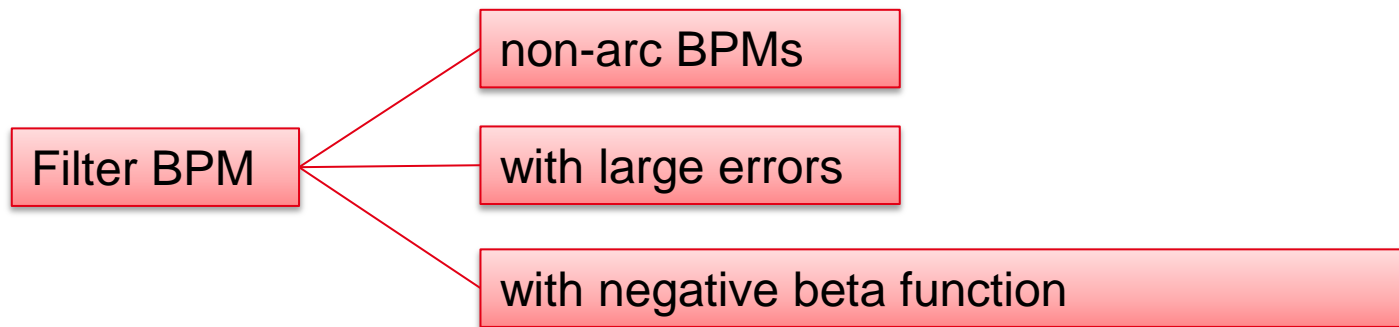 non-arc BPMs
Filter BPM
with large errors
with negative beta function